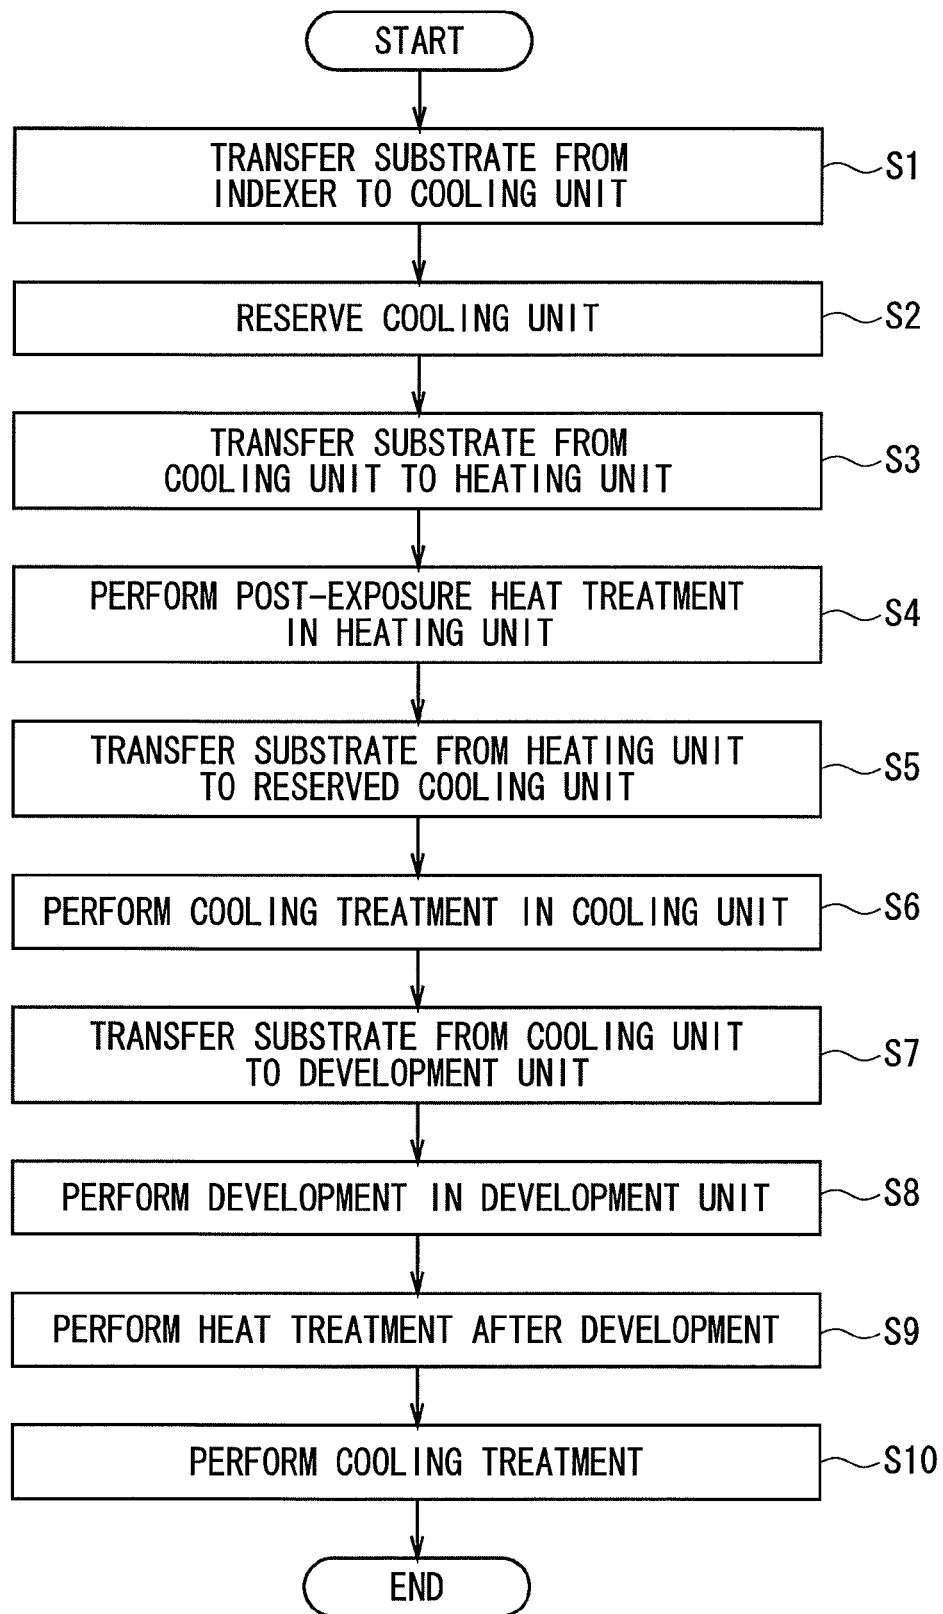 START
TRANSFER SUBSTRATE FROM
INDEXER TO COOLING UNIT
S1
RESERVE COOLING UNIT
S2
TRANSFER SUBSTRATE FROM
COOLING UNIT TO HEATING UNIT
S3
PERFORM POST-EXPOSURE HEAT TREATMENT
IN HEATING UNIT
S4
TRANSFER SUBSTRATE FROM HEATING UNIT
TO RESERVED COOLING UNIT
S5
PERFORM COOLING TREATMENT IN COOLING UNIT
S6
TRANSFER SUBSTRATE FROM COOLING UNIT
TO DEVELOPMENT UNIT
S7
PERFORM DEVELOPMENT IN DEVELOPMENT UNIT
S8
PERFORM HEAT TREATMENT AFTER DEVELOPMENT
S9
PERFORM COOLING TREATMENT
S10
END